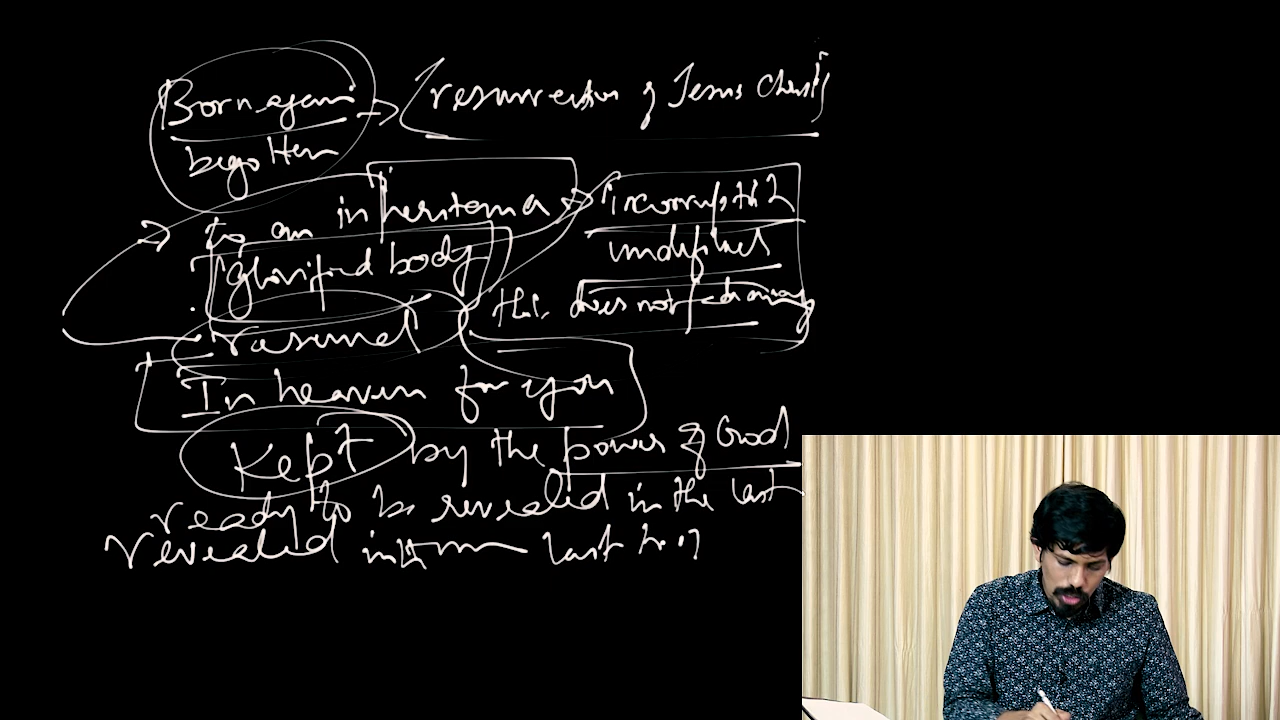 Born again → resurrection of Jesus Christ
begotten
→ to an inheritance → incorruptible
Glorified body undefiled
that does not fade away
reserved
In heaven for you
Kept by the power of God
ready to be revealed in the last
revealed in last